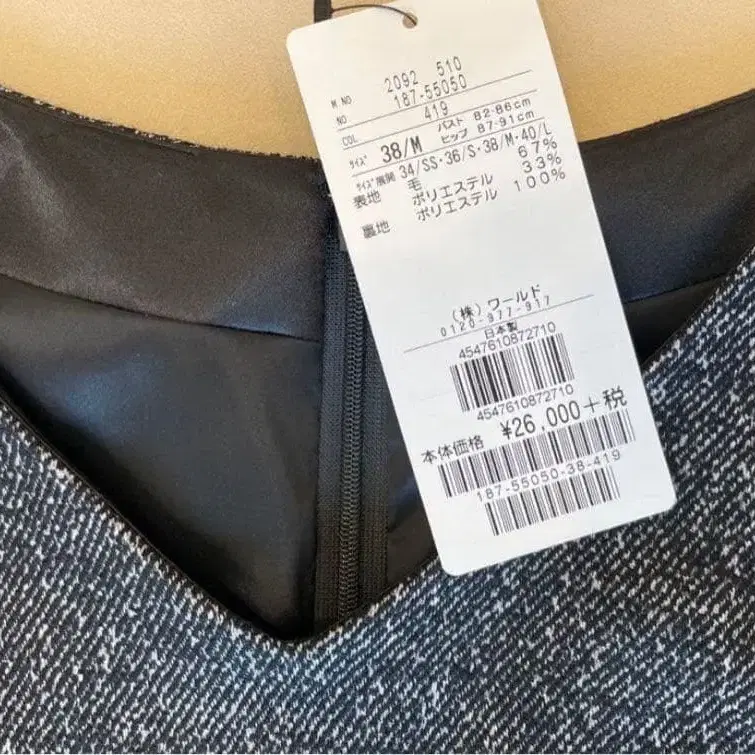 M NO 2092 510
NO 187-55050
COL 419
ｻｲｽﾞ 38/M バスト 82-86cm
ヒップ 87-91cm
ｻｲｽﾞ展開 34/SS・36/S・38/M・40/L
表地 毛 67%
ポリエステル 33%
裏地 ポリエステル 100%
(株) ワールド
0120-977-917
日本製
4547610872710
4547610872710
本体価格 ¥26,000+税
187-55050-38-419